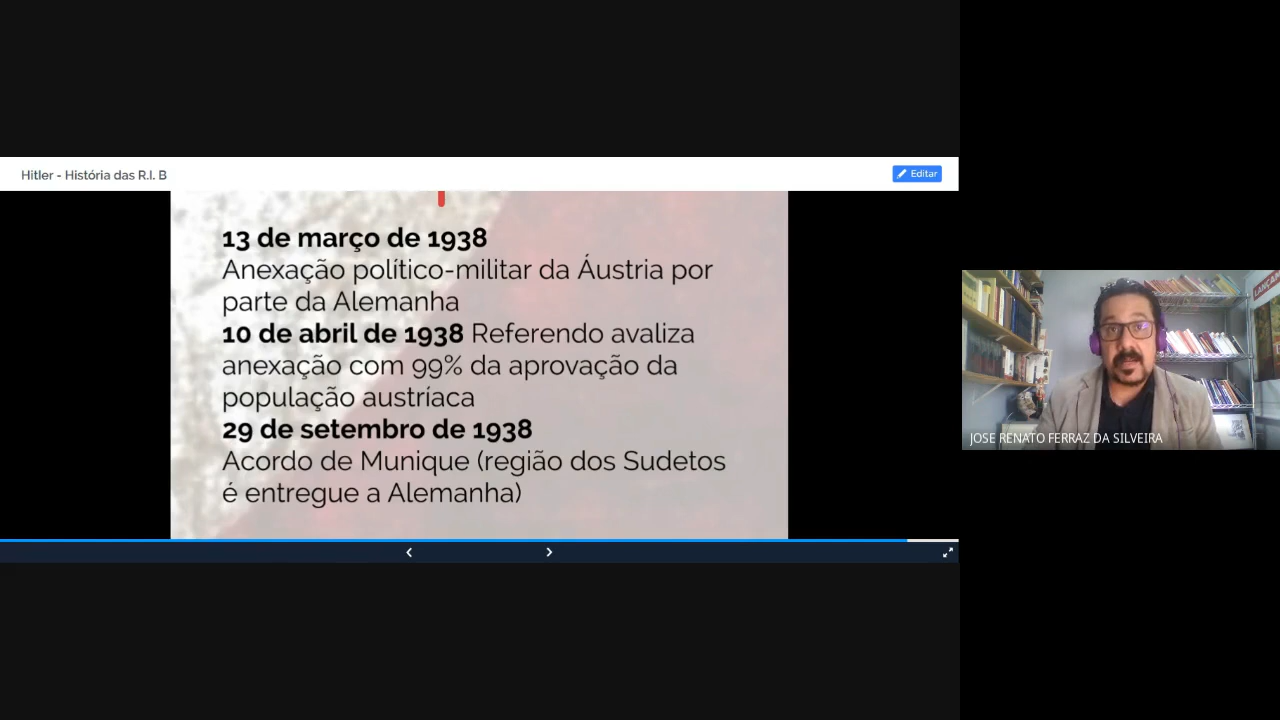 Hitler - História das R.I. B
Editar
13 de março de 1938
Anexação político-militar da Áustria por
parte da Alemanha
10 de abril de 1938 Referendo avaliza
anexação com 99% da aprovação da
população austríaca
29 de setembro de 1938
Acordo de Munique (região dos Sudetos
é entregue a Alemanha)
JOSE RENATO FERRAZ DA SILVEIRA